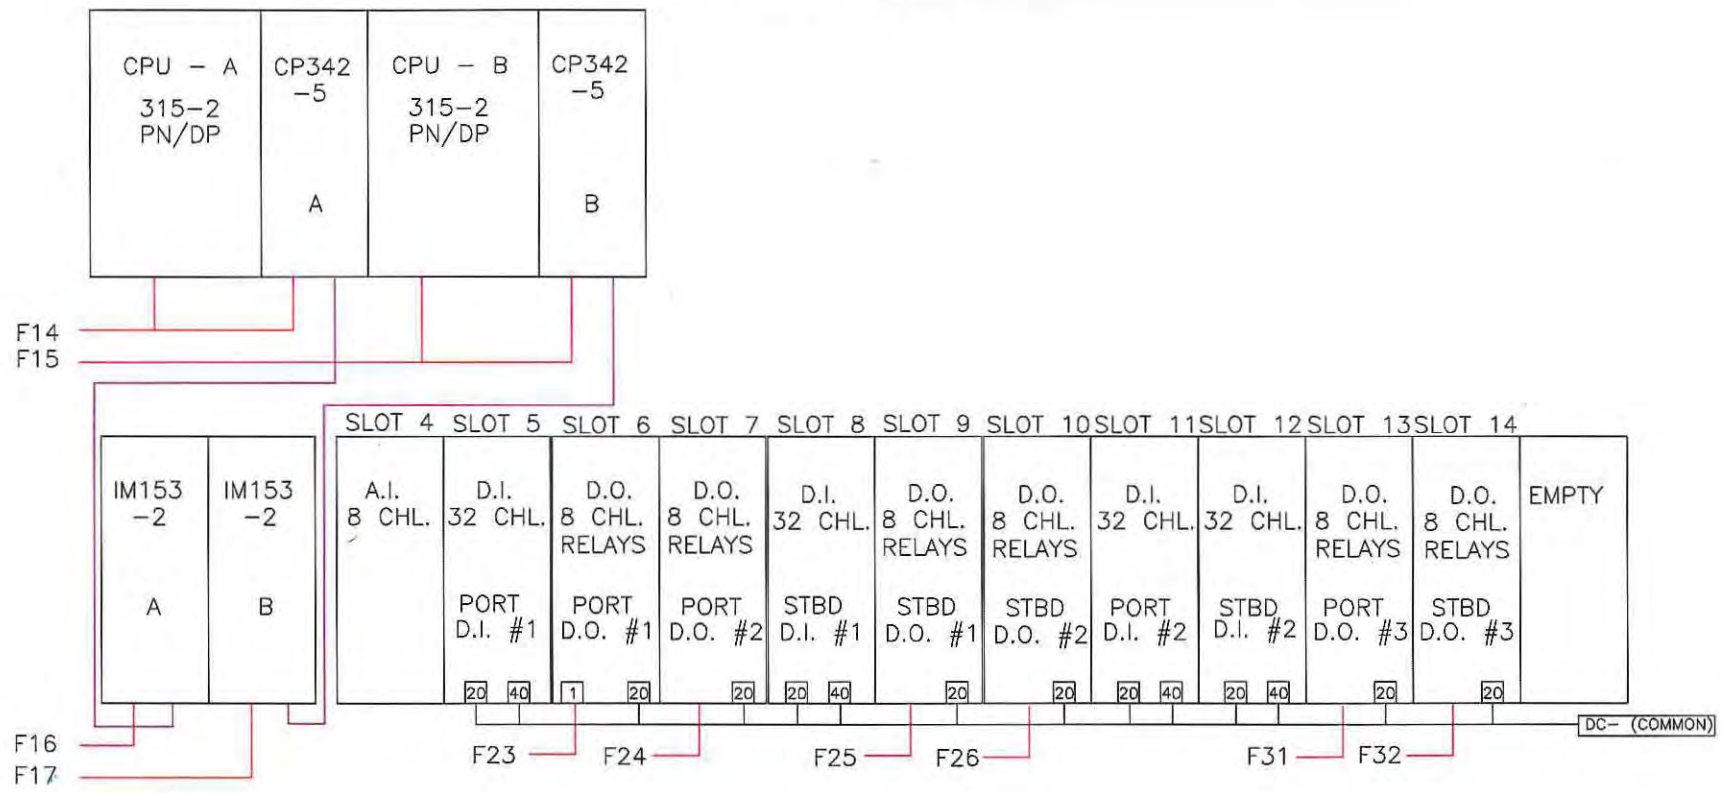 CPU - A
315-2
PN/DP
CP342
-5
A
CPU - B
315-2
PN/DP
CP342
-5
B
F14
F15
SLOT 4 SLOT 5 SLOT 6 SLOT 7 SLOT 8 SLOT 9 SLOT 10 SLOT 11 SLOT 12 SLOT 13 SLOT 14
IM153
-2
A
IM153
-2
B
A.I.
8 CHL.
D.I.
32 CHL.
PORT
D.I. #1
20 40
D.O.
8 CHL.
RELAYS
PORT
D.O. #1
1 20
D.O.
8 CHL.
RELAYS
PORT
D.O. #2
20
D.I.
32 CHL.
STBD
D.I. #1
20 40
D.O.
8 CHL.
RELAYS
STBD
D.O. #1
20
D.O.
8 CHL.
RELAYS
STBD
D.O. #2
20
D.I.
32 CHL.
PORT
D.I. #2
20 40
D.I.
32 CHL.
STBD
D.I. #2
20 40
D.O.
8 CHL.
RELAYS
PORT
D.O. #3
20
D.O.
8 CHL.
RELAYS
STBD
D.O. #3
20
EMPTY
DC- (COMMON)
F16
F17
F23 F24 F25 F26 F31 F32